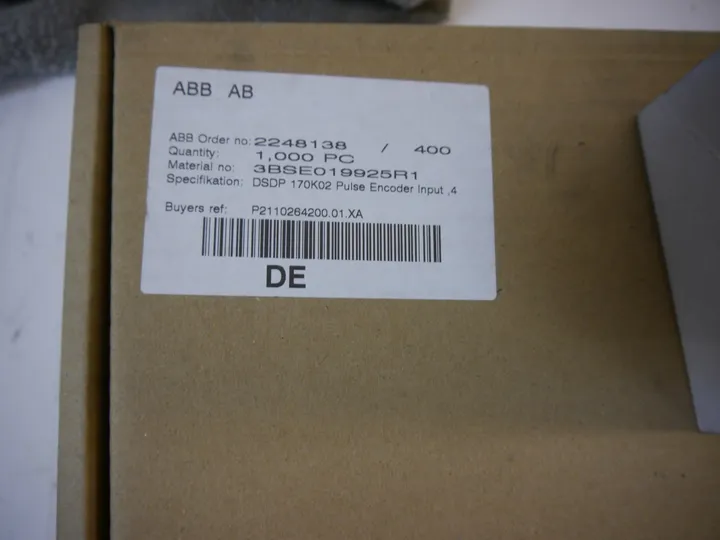 ABB AB
ABB Order no: 2248138 / 400
Quantity: 1,000 PC
Material no: 3BSE019925R1
Specifikation: DSDP 170K02 Pulse Encoder Input ,4
Buyers ref: P2110264200.01.XA
DE